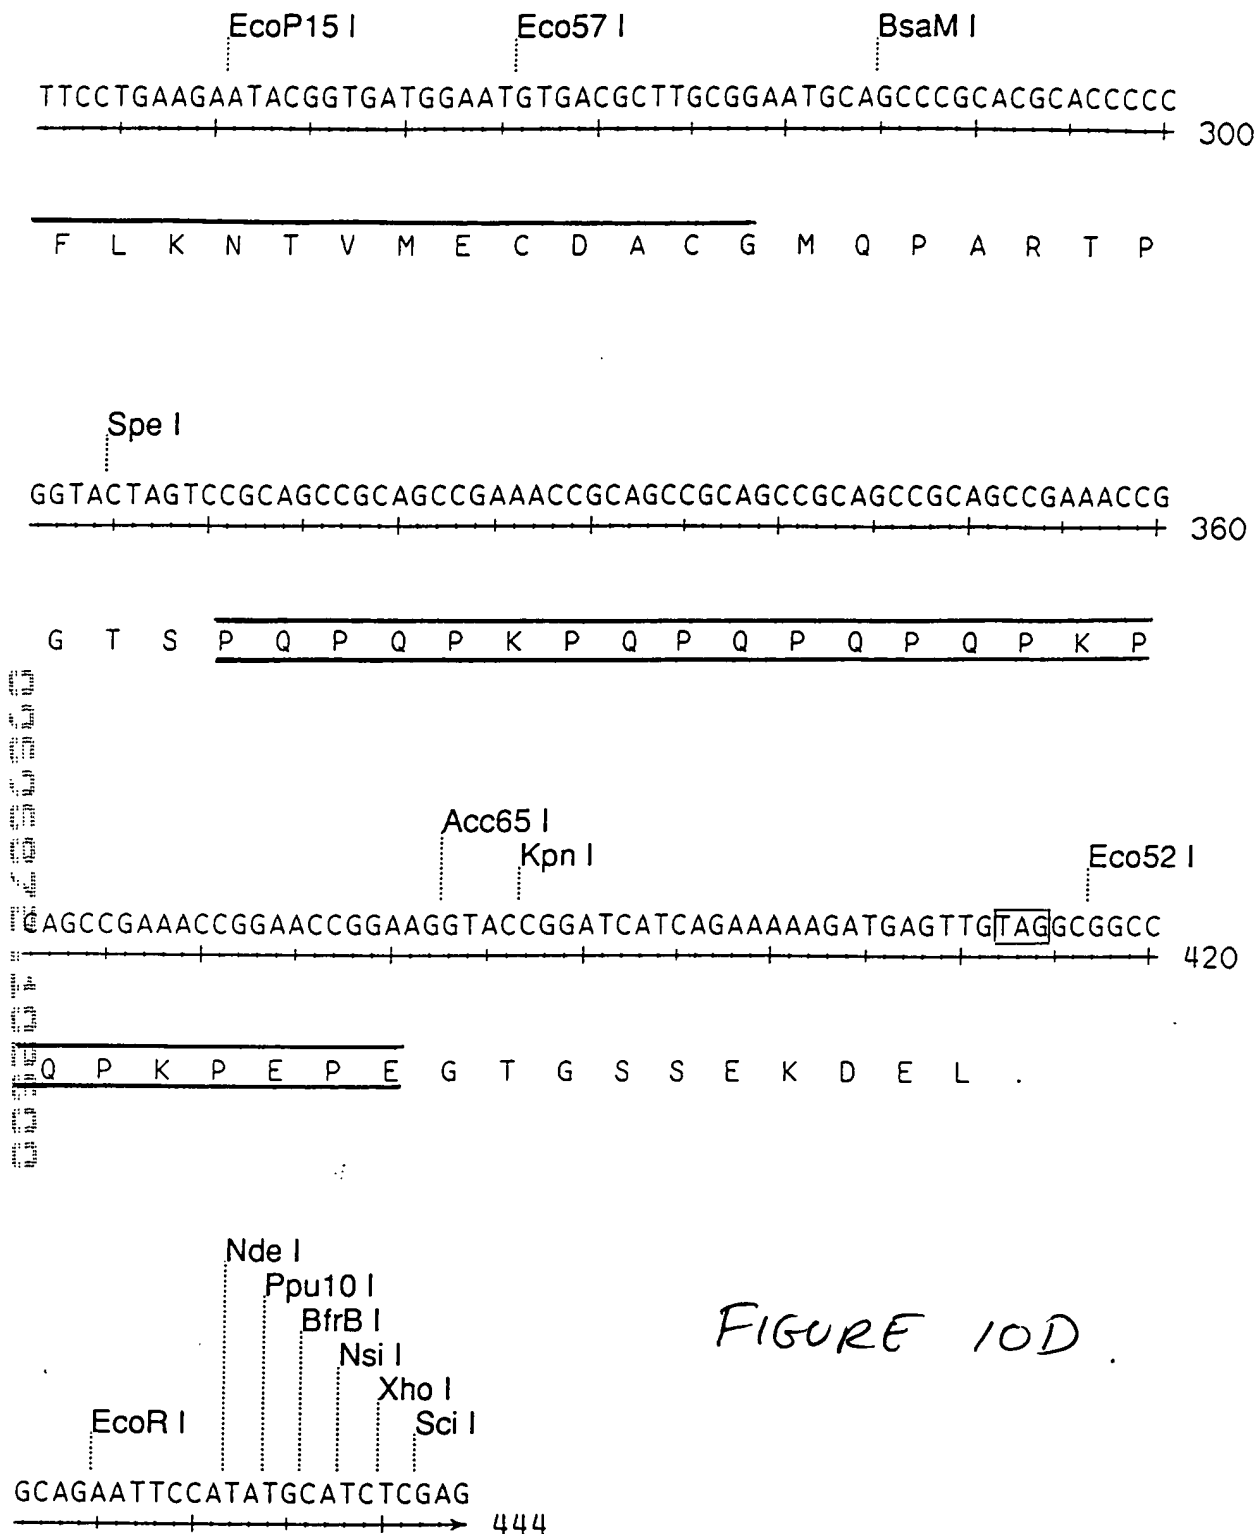 EcoP15 I Eco57 I BsaM I
TTCCTGAAGAATACGGTGATGGAATGTGACGCTTGCGGAATGCAGCCCGCACGCACCCCC
300
F L K N T V M E C D A C G M Q P A R T P
Spe I
GGTACTAGTCCGCAGCCGCAGCCGAAACCGCAGCCGCAGCCGCAGCCGCAGCCGAAACCG
360
G T S P Q P Q P K P Q P Q P Q P Q P K P
Acc65 I
Kpn I Eco52 I
CAGCCGAAACCGGAACCGGAAGGTACCGGATCATCAGAAAAAGATGAGTTGTAGGCGGCC
420
Q P K P E P E G T G S S E K D E L .
Nde I
Ppu10 I
BfrB I
Nsi I
Xho I
EcoR I Sci I
GCAGAATTCCATATGCATCTCGAG
444
FIGURE 10D.